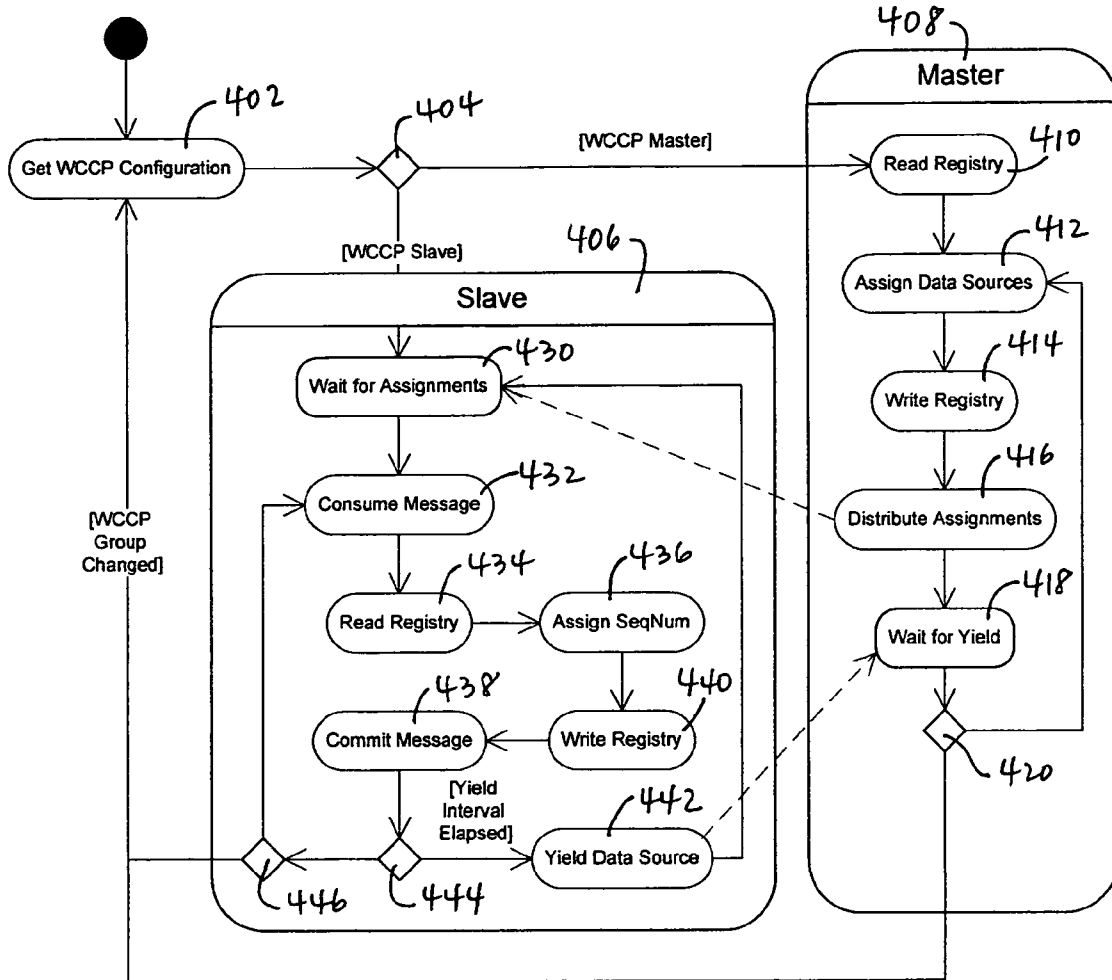 408
Master
402
404
Get WCCP Configuration
[WCCP Master]
Read Registry
410
[WCCP Slave]
406
412
Slave
Assign Data Sources
430
Wait for Assignments
414
Write Registry
432
Consume Message
416
Distribute Assignments
[WCCP
Group
Changed]
434
436
418
Read Registry
Assign SeqNum
Wait for Yield
438
440
Commit Message
Write Registry
420
[Yield
Interval
Elapsed]
442
Yield Data Source
446
444